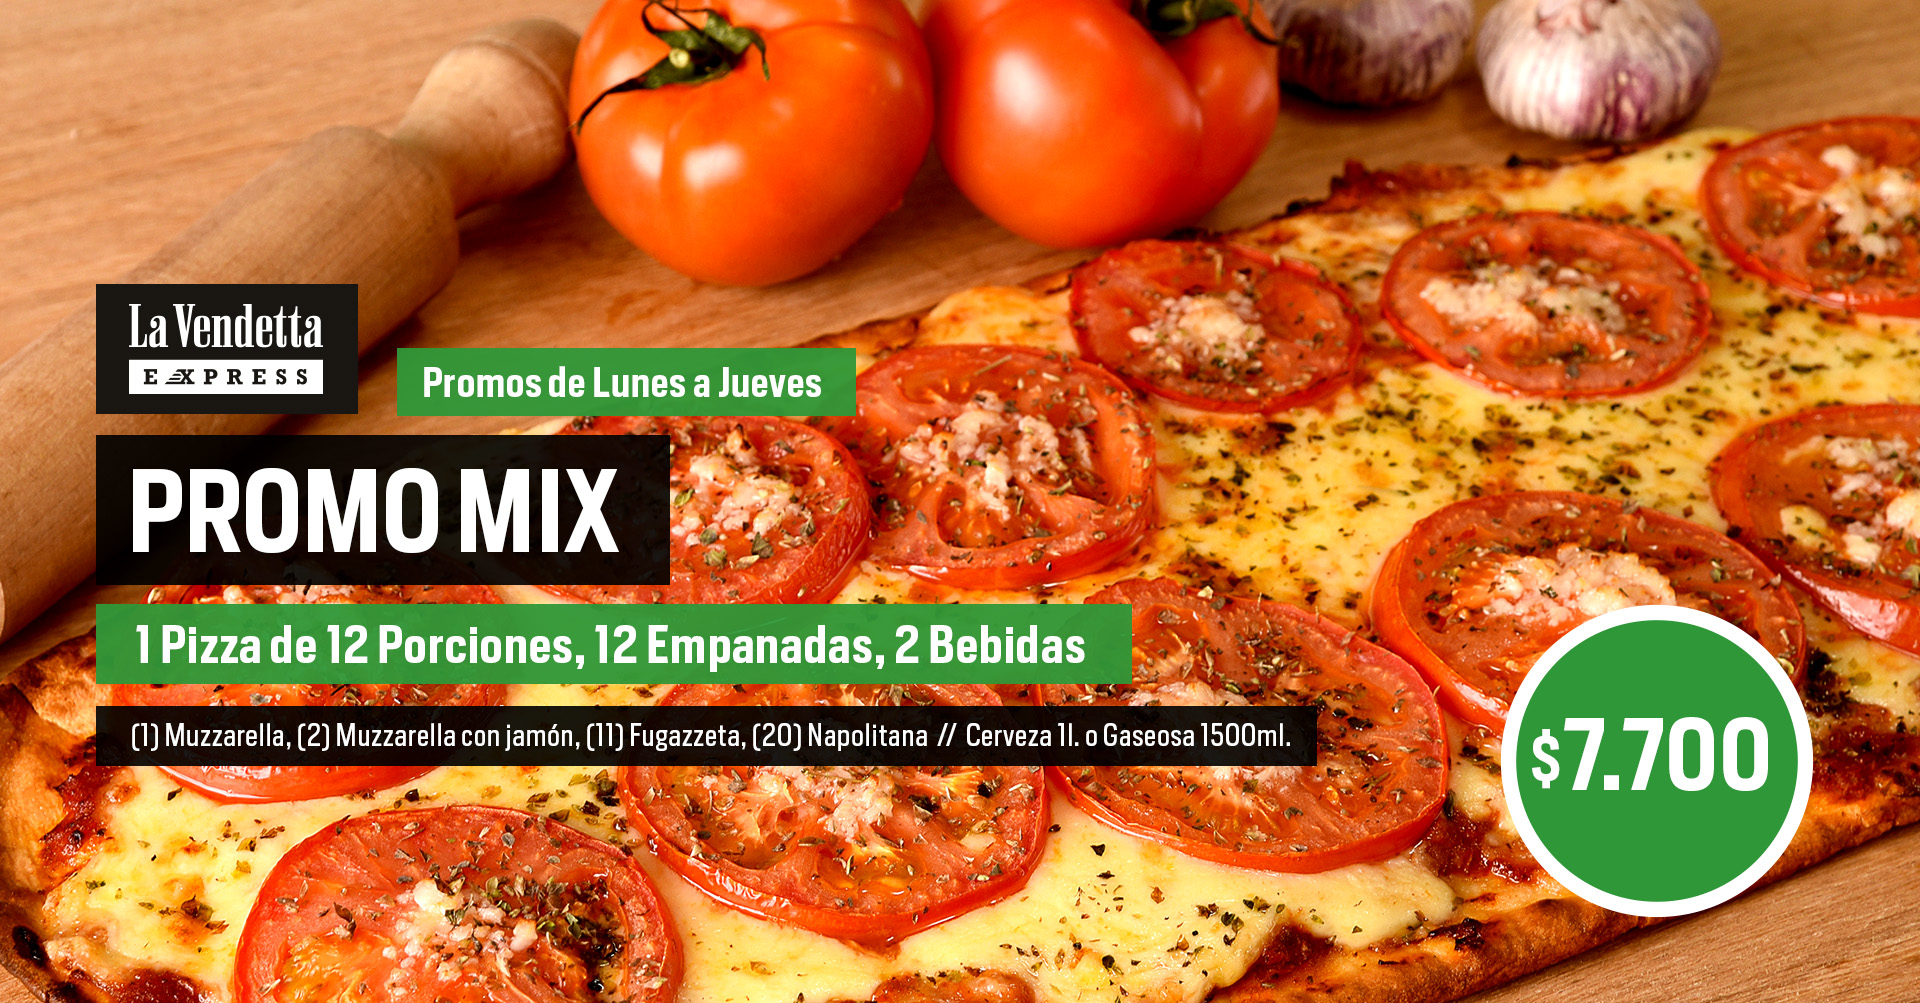 La Vendetta
EXPRESS
Promos de Lunes a Jueves
PROMO MIX
1 Pizza de 12 Porciones, 12 Empanadas, 2 Bebidas
(1) Muzzarella, (2) Muzzarella con jamón, (11) Fugazzeta, (20) Napolitana // Cerveza 1l. o Gaseosa 1500ml.
$7.700